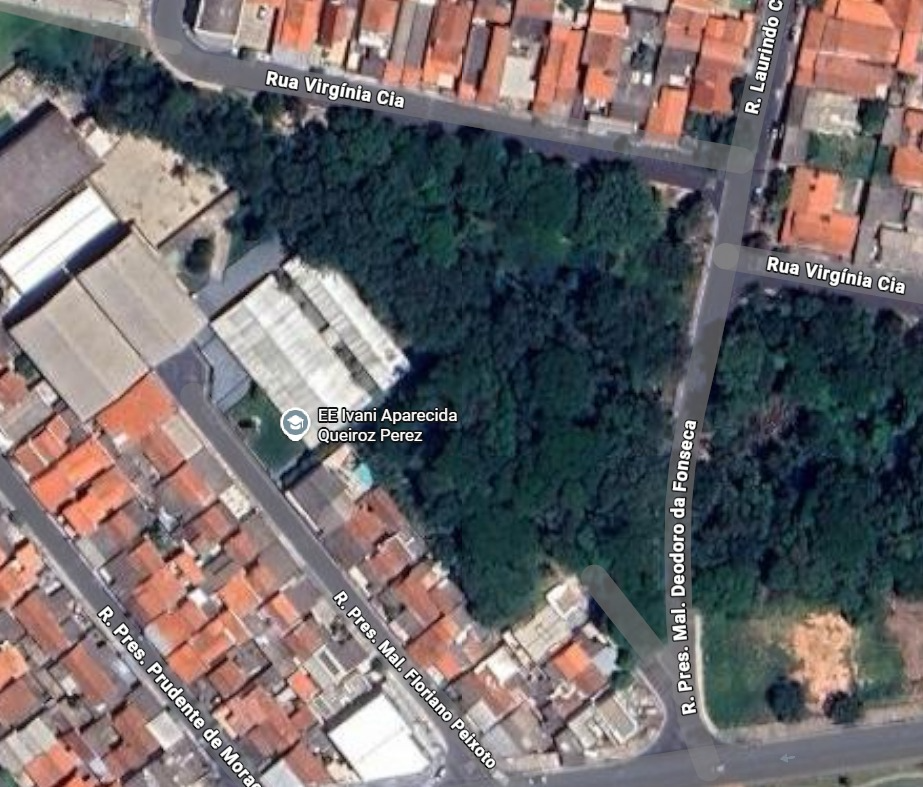 R. Laurindo C
Rua Virgínia Cia
Rua Virgínia Cia
EE Ivani Aparecida
Queiroz Perez
R. Pres. Mal. Deodoro da Fonseca
R. Pres. Mal. Floriano Peixoto
R. Pres. Prudente de Morae